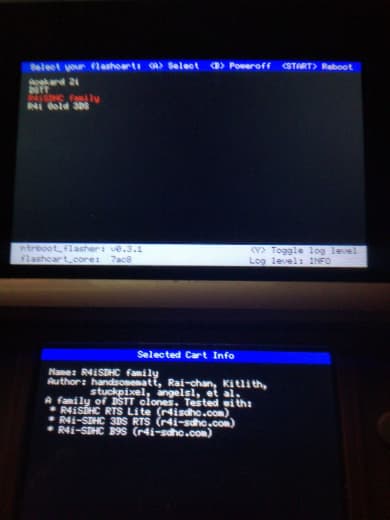 Select your flashcart: <A> Select <B> Poweroff <START> Reboot
Acekard 2i
DSTT
R4iSDHC family
R4i Gold 3DS
ntrboot_flasher: v0.3.1
<Y> Toggle log level
flashcart_core: 7ac8
Log level: INFO
Selected Cart Info
Name: R4iSDHC family
Author: handsomematt, Rai-chan, Kitlith,
stuckpixel, angelsl, et al.
A family of DSTT clones. Tested with:
* R4iSDHC RTS Lite (r4isdhc.com)
* R4i-SDHC 3DS RTS (r4i-sdhc.com)
* R4i-SDHC B9S (r4i-sdhc.com)